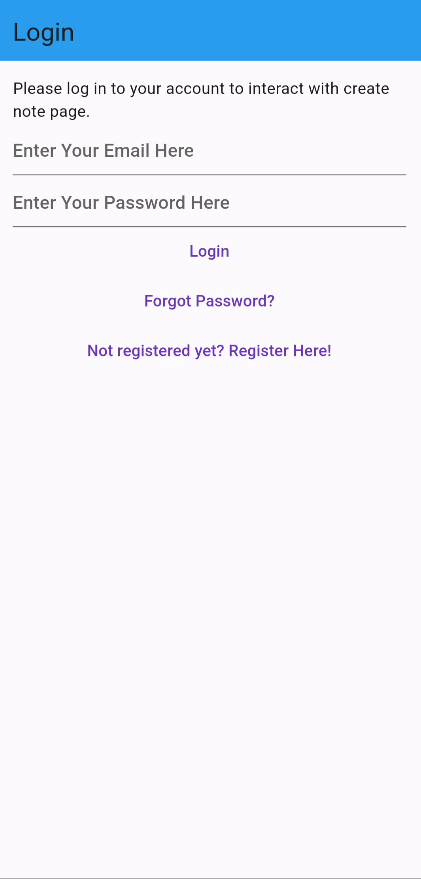 Login
Please log in to your account to interact with create
note page.
Enter Your Email Here
Enter Your Password Here
Login
Forgot Password?
Not registered yet? Register Here!